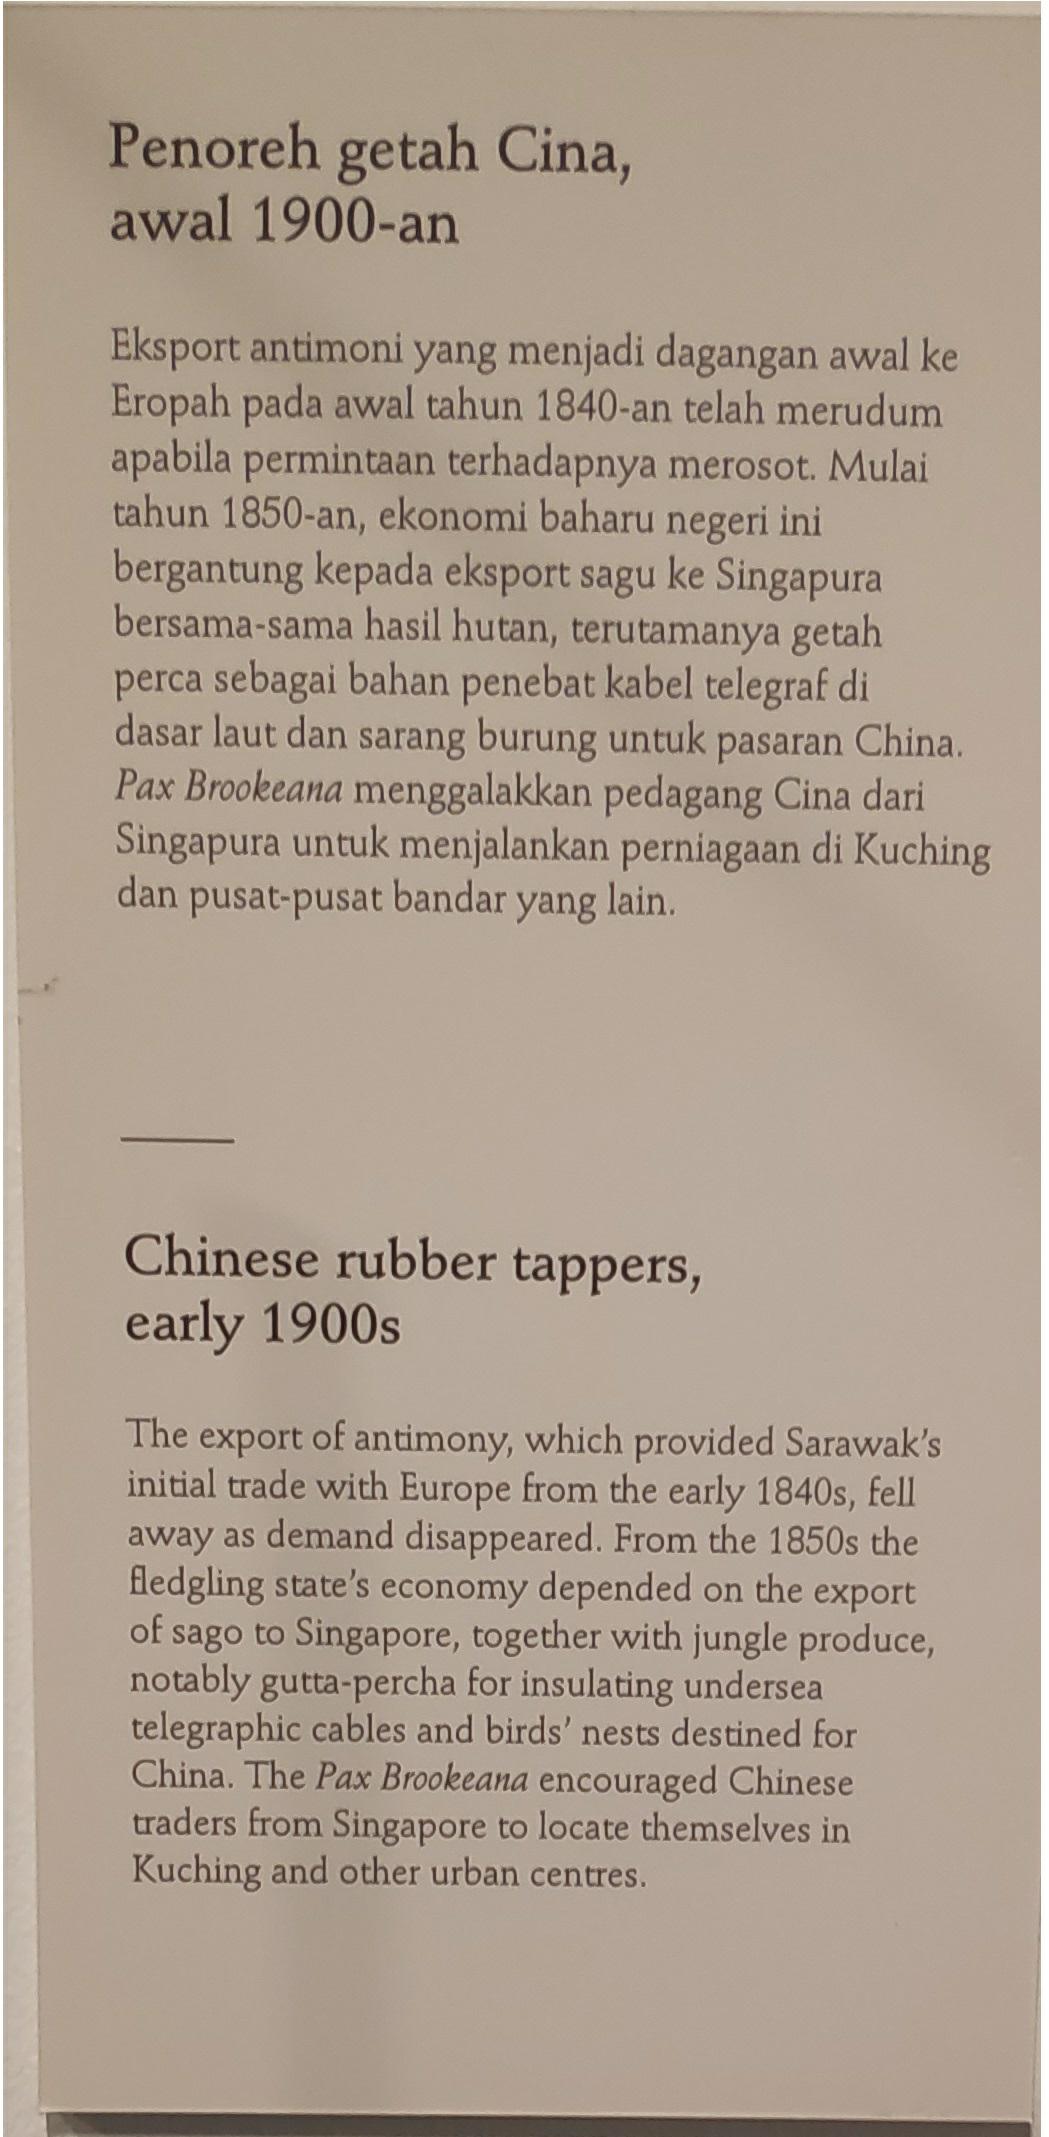 Penoreh getah Cina,
awal 1900-an
Eksport antimoni yang menjadi dagangan awal ke
Eropah pada awal tahun 1840-an telah merudum
apabila permintaan terhadapnya merosot. Mulai
tahun 1850-an, ekonomi baharu negeri ini
bergantung kepada eksport sagu ke Singapura
bersama-sama hasil hutan, terutamanya getah
perca sebagai bahan penebat kabel telegraf di
dasar laut dan sarang burung untuk pasaran China.
Pax Brookeana menggalakkan pedagang Cina dari
Singapura untuk menjalankan perniagaan di Kuching
dan pusat-pusat bandar yang lain.
Chinese rubber tappers,
early 1900s
The export of antimony, which provided Sarawak's
initial trade with Europe from the early 1840s, fell
away as demand disappeared. From the 1850s the
fledgling state's economy depended on the export
of sago to Singapore, together with jungle produce,
notably gutta-percha for insulating undersea
telegraphic cables and birds' nests destined for
China. The Pax Brookeana encouraged Chinese
traders from Singapore to locate themselves in
Kuching and other urban centres.